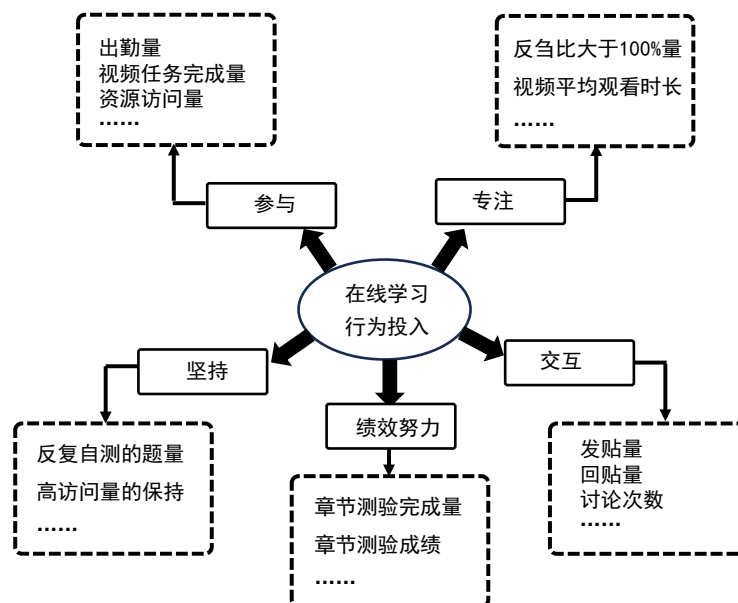 出勤量
视频任务完成量
资源访问量
……
反刍比大于100%量
视频平均观看时长
……
参与
专注
在线学习
行为投入
坚持
交互
绩效努力
反复自测的题量
高访问量的保持
……
章节测验完成量
章节测验成绩
……
发贴量
回贴量
讨论次数
……